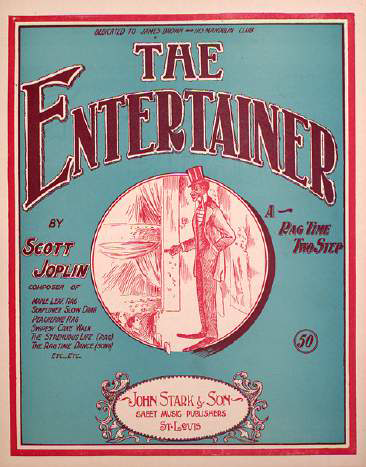 DEDICATED TO JAMES BROWN AND HIS MANDOLIN CLUB
THE
ENTERTAINER
BY
SCOTT
JOPLIN
COMPOSER OF
MAPLE LEAF RAG
SUNFLOWER SLOW DRAG
PEACHERINE RAG
SWIPESY CAKE WALK
THE STRENUOUS LIFE (RAG)
THE RAGTIME DANCE (SONG)
ETC., ETC.
A
RAG TIME
TWO STEP
50
JOHN STARK & SON
SHEET MUSIC PUBLISHERS
ST. LOUIS